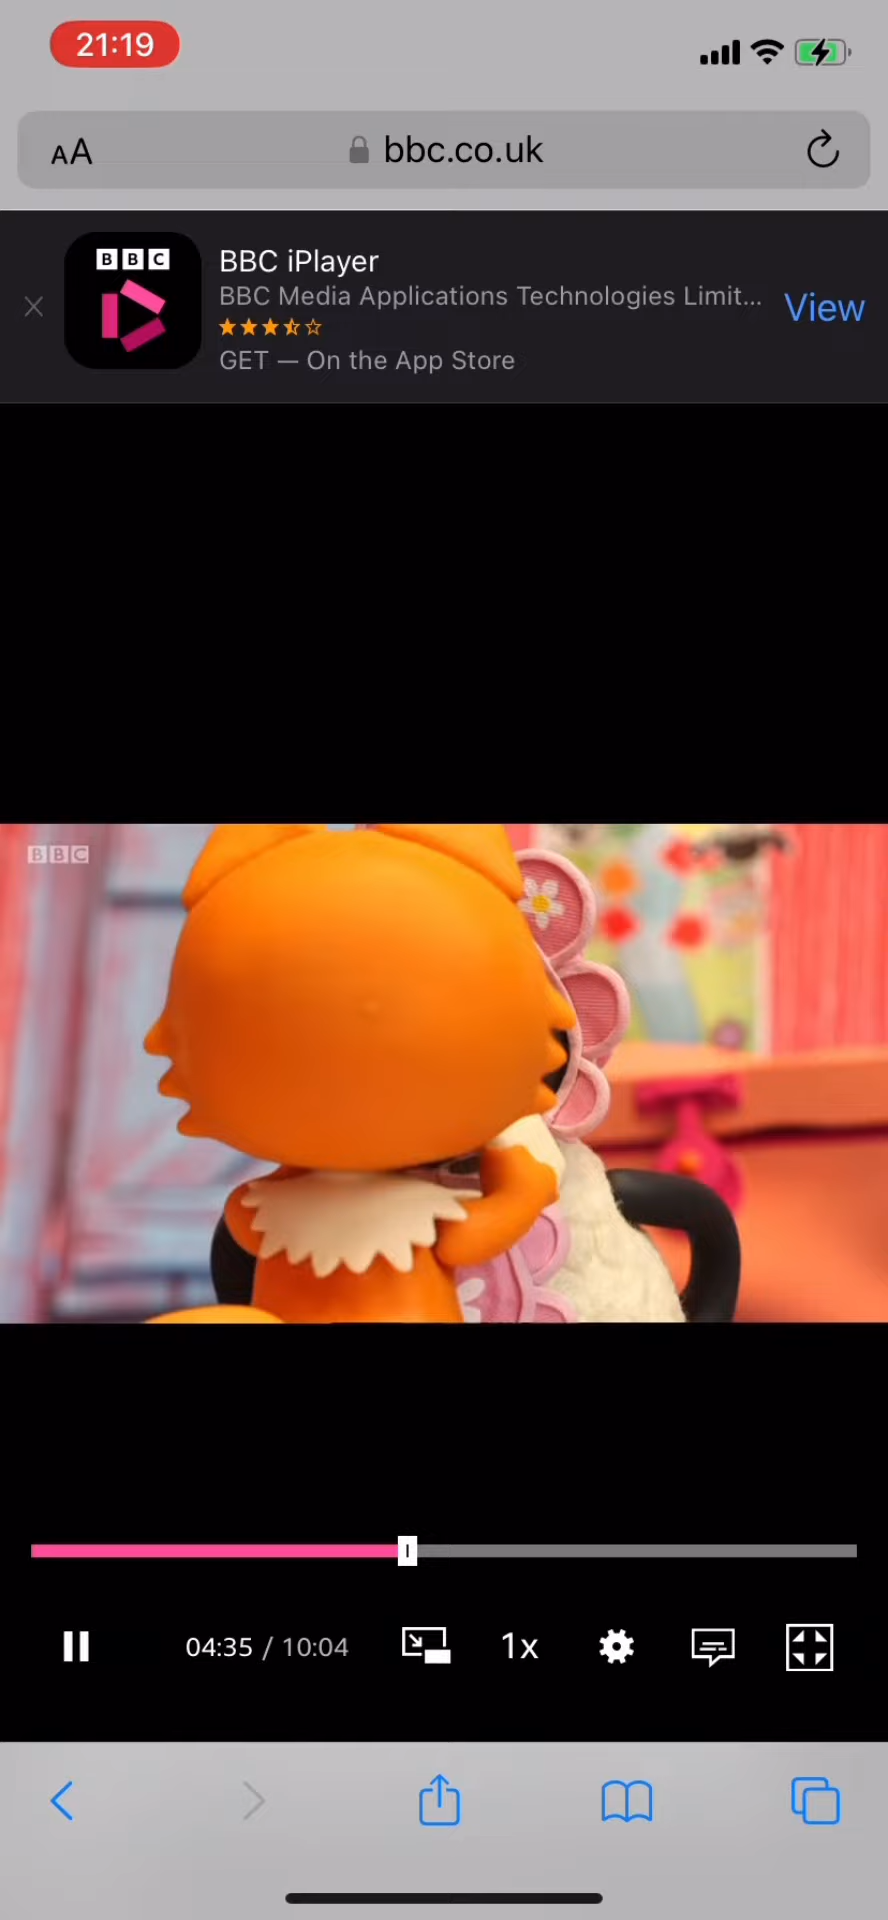 21:19
AA
bbc.co.uk
BBC
BBC iPlayer
BBC Media Applications Technologies Limit...
GET — On the App Store
View
BBC
04:35 / 10:04
1x